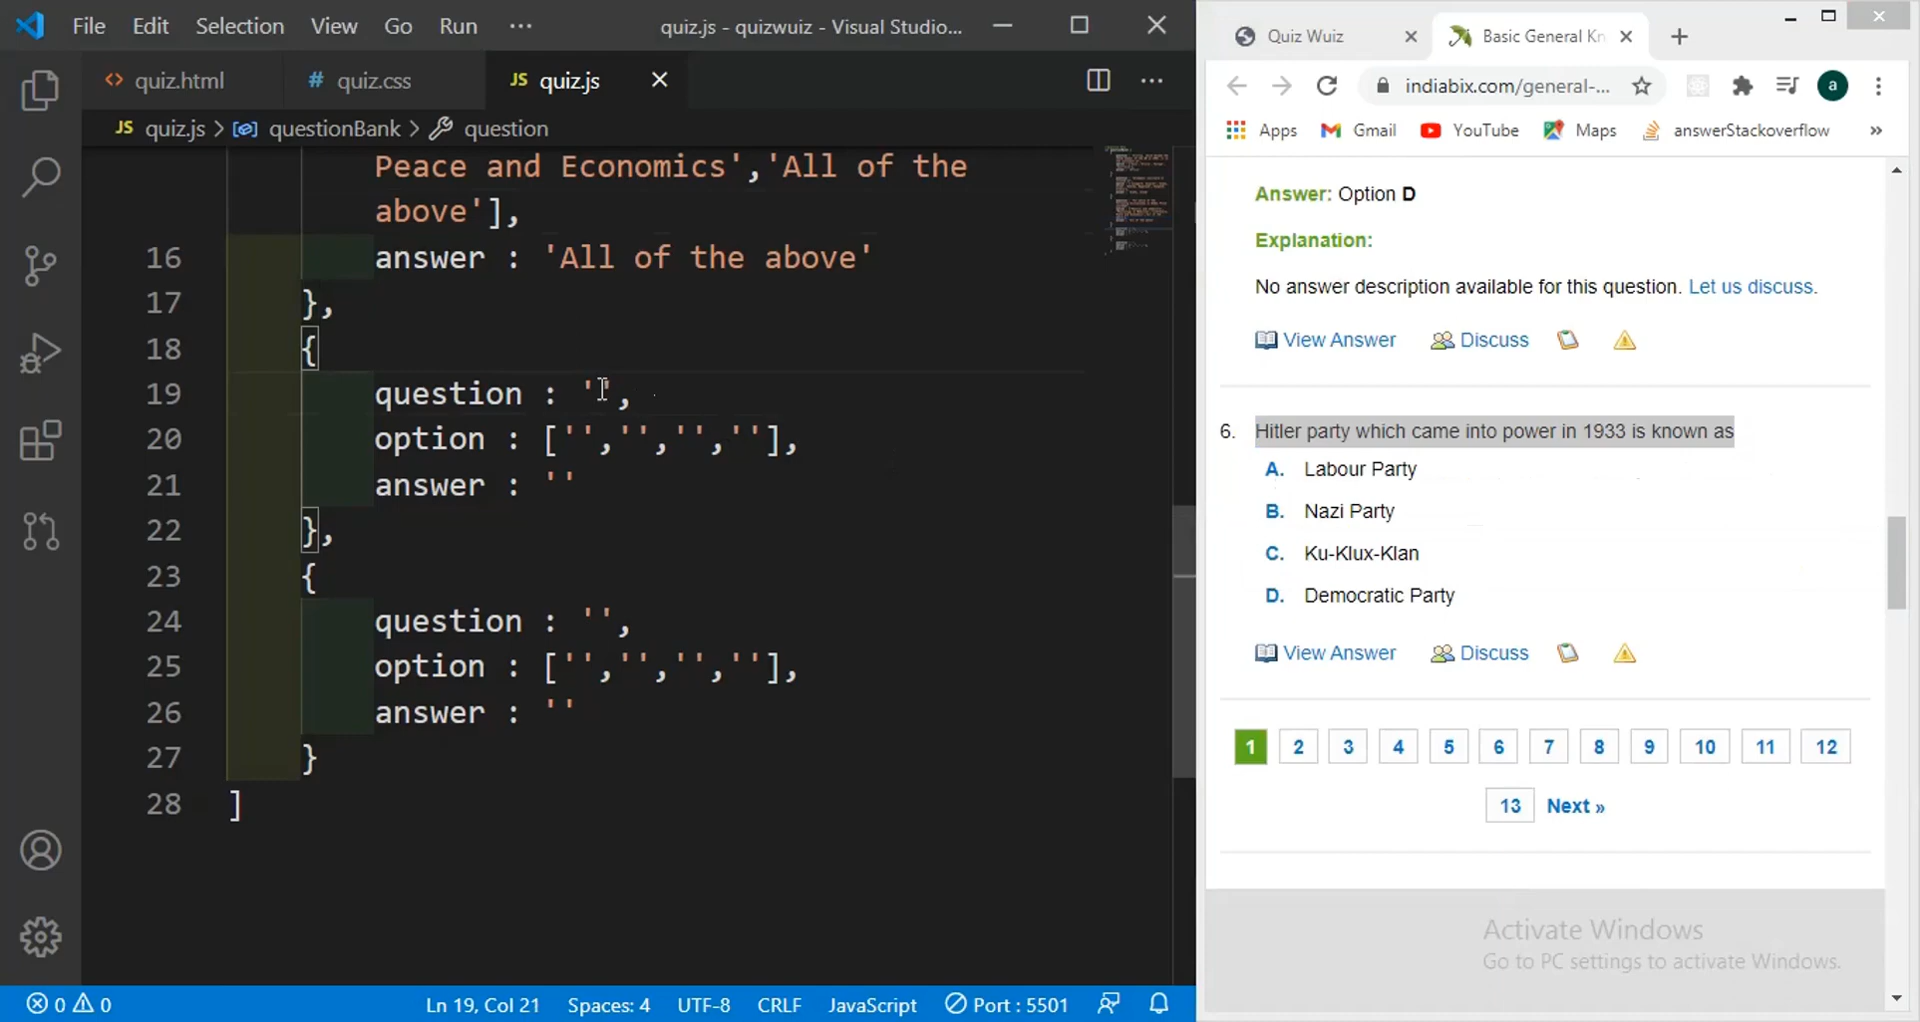 File Edit Selection View Go Run ··· quiz.js - quizwuiz - Visual Studio...
quiz.html quiz.css JS quiz.js
JS quiz.js > questionBank > question
Peace and Economics','All of the
above'],
16 answer : 'All of the above'
17 },
18 {
19 question : '',
20 option : ['','','',''],
21 answer : ''
22 },
23 {
24 question : '',
25 option : ['','','',''],
26 answer : ''
27 }
28 ]
0 0 Ln 19, Col 21 Spaces: 4 UTF-8 CRLF JavaScript Port : 5501
Quiz Wuiz Basic General Kn
indiabix.com/general-... a
Apps Gmail YouTube Maps answerStackoverflow »
Answer: Option D
Explanation:
No answer description available for this question. Let us discuss.
View Answer Discuss
6. Hitler party which came into power in 1933 is known as
A. Labour Party
B. Nazi Party
C. Ku-Klux-Klan
D. Democratic Party
View Answer Discuss
1 2 3 4 5 6 7 8 9 10 11 12
13 Next »
Activate Windows
Go to PC settings to activate Windows.